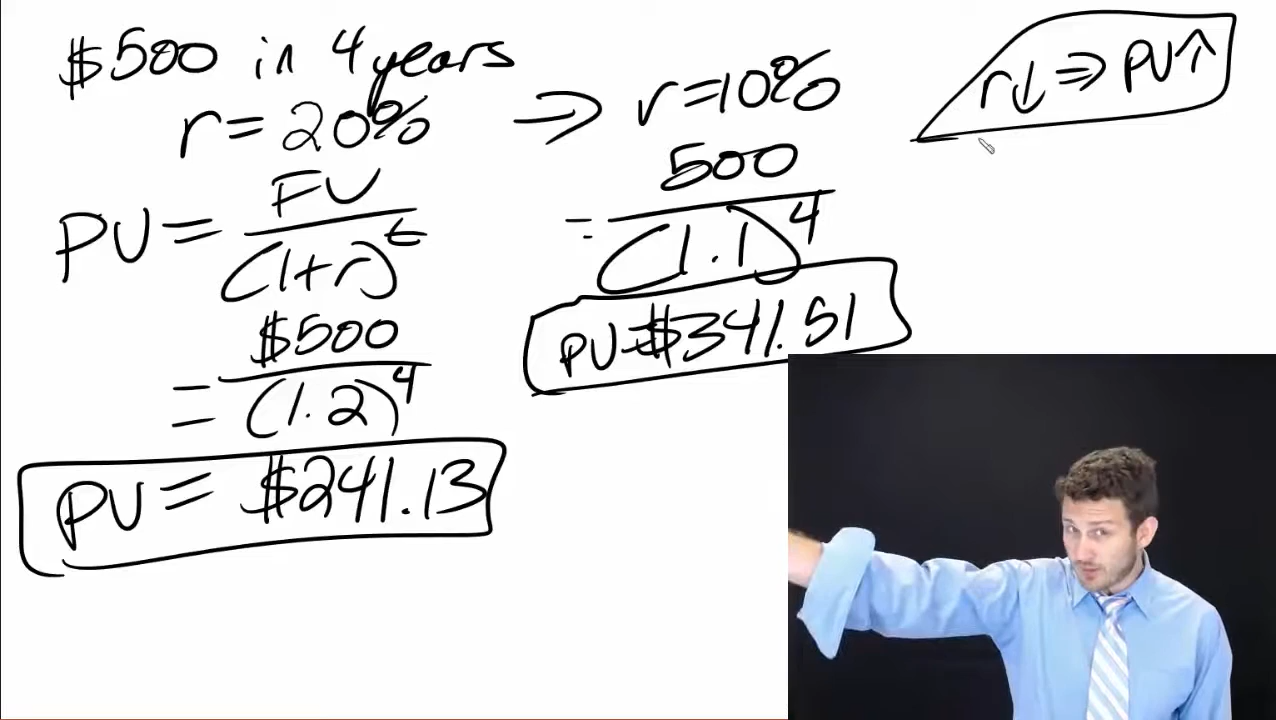 $500 in 4 years
r = 20%
PV = FV
(1+r)^t
= $500
(1.2)^4
PV = $241.13
⇒ r=10%
= 500
(1.1)^4
PV=$341.51
r↓ ⇒ PV↑